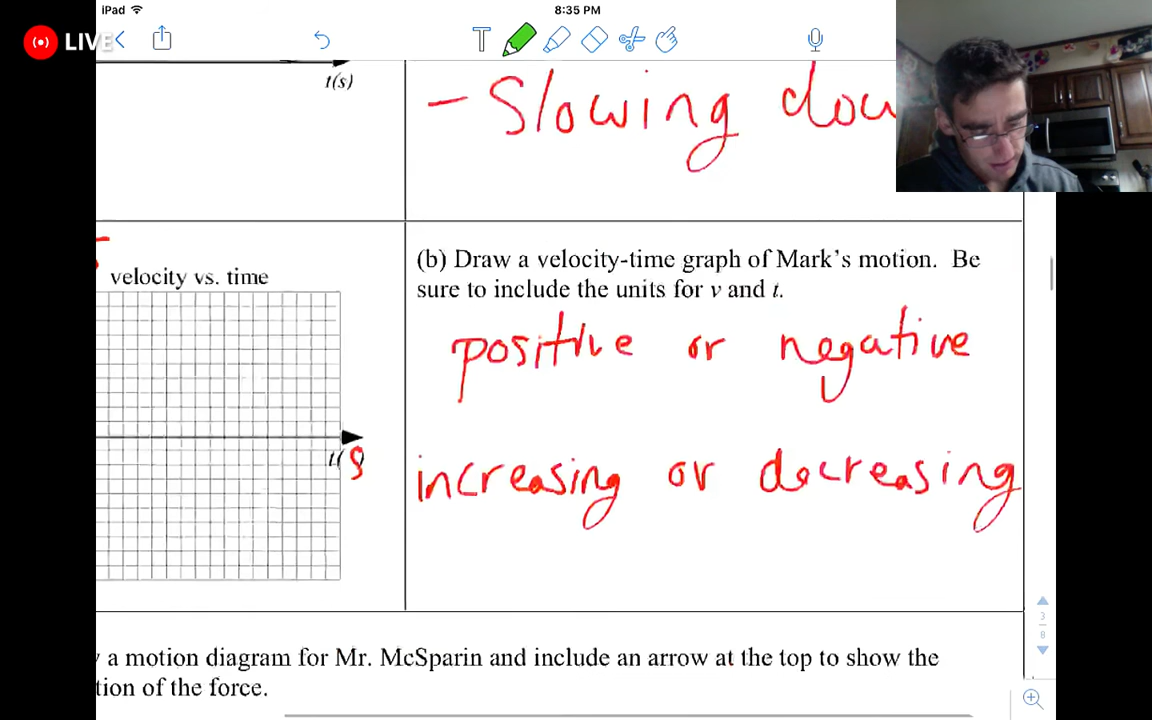 iPad 8:35 PM
LIVE
T
t(s)
- Slowing dow
velocity vs. time
(b) Draw a velocity-time graph of Mark's motion. Be
sure to include the units for v and t.
positive or negative
t(s
increasing or decreasing
3
8
a motion diagram for Mr. McSparin and include an arrow at the top to show the
tion of the force.